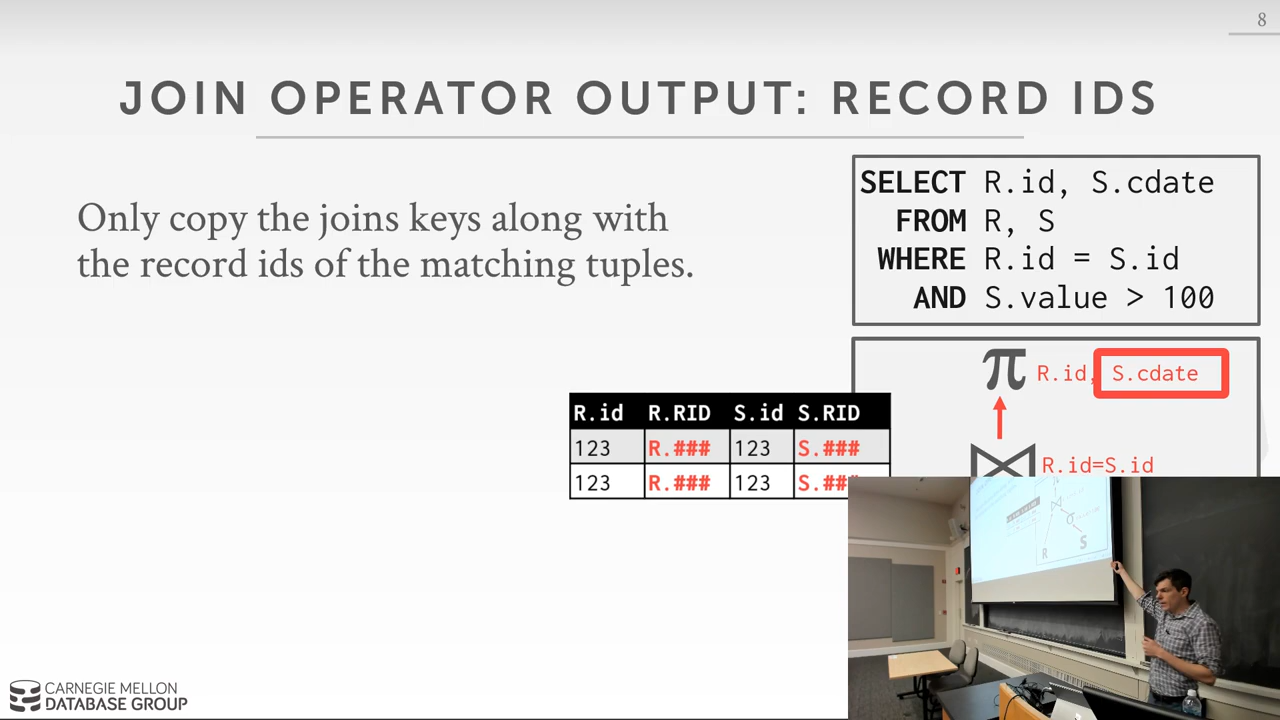 8
JOIN OPERATOR OUTPUT: RECORD IDS
Only copy the joins keys along with
the record ids of the matching tuples.
SELECT R.id, S.cdate
FROM R, S
WHERE R.id = S.id
AND S.value > 100
π R.id, S.cdate
R.id=S.id
R.id R.RID S.id S.RID
123 R.### 123 S.###
123 R.### 123 S.##
R
S
CARNEGIE MELLON
DATABASE GROUP